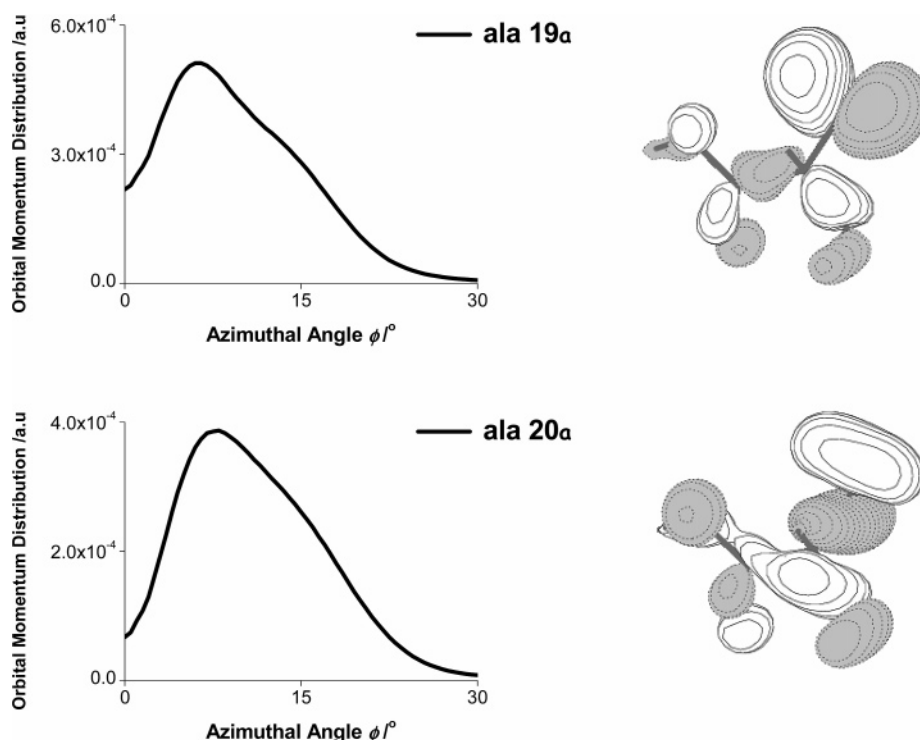 6.0x10⁻⁴
ala 19a
Orbital Momentum Distribution /a.u
3.0x10⁻⁴
0.0
0
15
30
Azimuthal Angle ϕ/°
4.0x10⁻⁴
ala 20a
Orbital Momentum Distribution /a.u
2.0x10⁻⁴
0.0
0
15
30
Azimuthal Angle ϕ/°